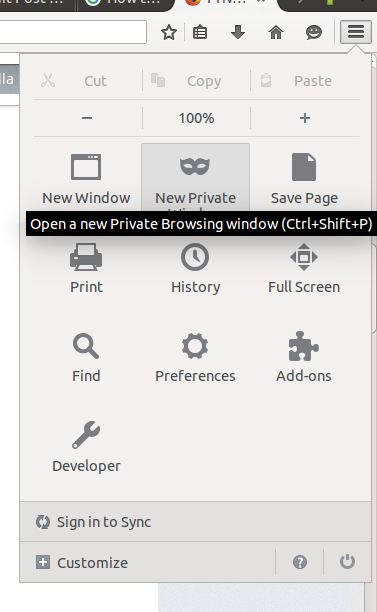 Post
How t
Priv
lla
Cut Copy Paste
100%
New Window New Private Save Page
Open a new Private Browsing window (Ctrl+Shift+P)
Print History Full Screen
Find Preferences Add-ons
Developer
Sign in to Sync
Customize